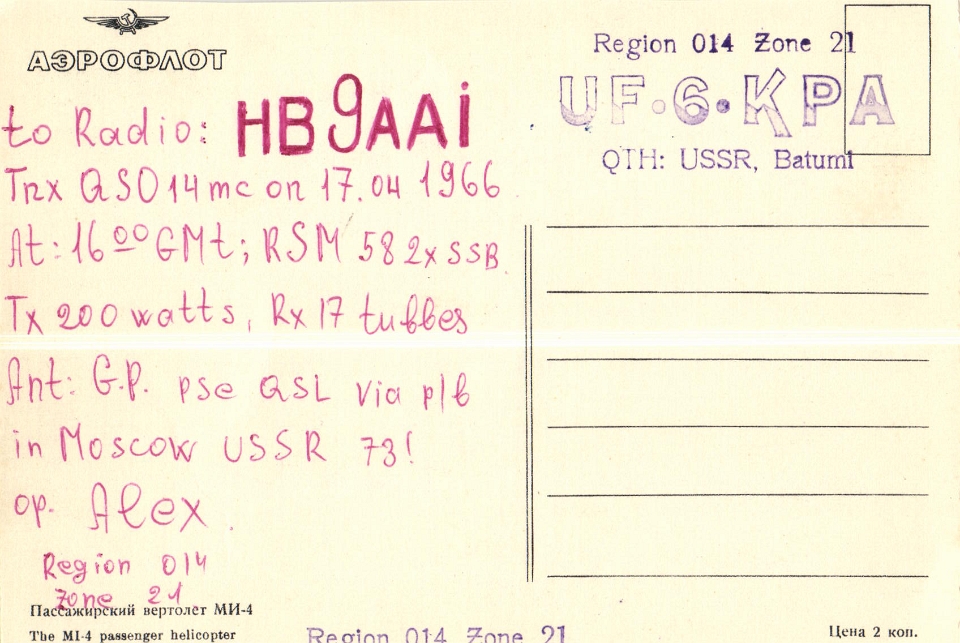 АЭРОФЛОТ
Region 014 Zone 21
UF·6·KPA
QTH: USSR, Batumi
to Radio: HB9AAi
Tnx QSO 14 mc on 17.04 1966
At: 16 00 GMt; RSM 58 2x SSB.
Tx 200 watts, Rx 17 tubbes
Ant: G.P. pse QSL via p/b
in Moscow USSR 73!
op. Alex.
Region 014
Zone 21
Пассажирский вертолет МИ-4
The MI-4 passenger helicopter
Region 014 Zone 21
Цена 2 коп.